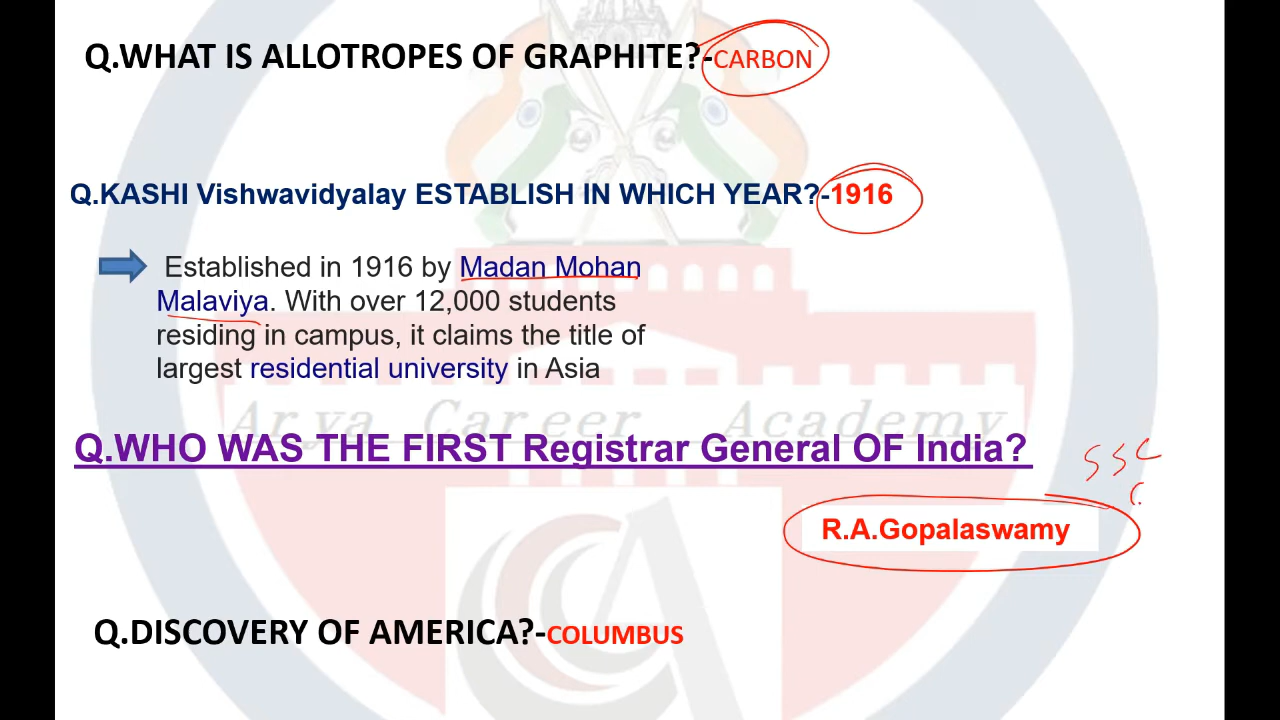 Q.WHAT IS ALLOTROPES OF GRAPHITE?-CARBON
Q.KASHI Vishwavidyalay ESTABLISH IN WHICH YEAR?-1916
Established in 1916 by Madan Mohan
Malaviya. With over 12,000 students
residing in campus, it claims the title of
largest residential university in Asia
Arya Career Academy
Q.WHO WAS THE FIRST Registrar General OF India?
SSC
R.A.Gopalaswamy
Q.DISCOVERY OF AMERICA?-COLUMBUS